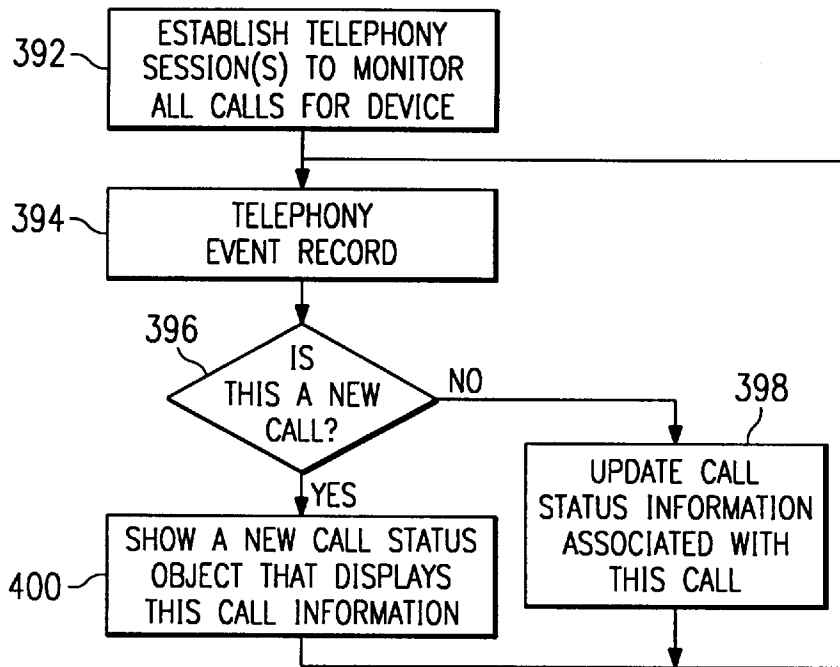 392
ESTABLISH TELEPHONY
SESSION(S) TO MONITOR
ALL CALLS FOR DEVICE
394
TELEPHONY
EVENT RECORD
396
IS
THIS A NEW
CALL?
NO
398
UPDATE CALL
STATUS INFORMATION
ASSOCIATED WITH
THIS CALL
YES
400
SHOW A NEW CALL STATUS
OBJECT THAT DISPLAYS
THIS CALL INFORMATION